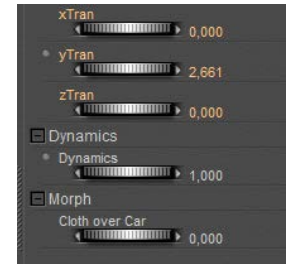 xTran
0,000
yTran
2,661
zTran
0,000
Dynamics
Dynamics
1,000
Morph
Cloth over Car
0,000